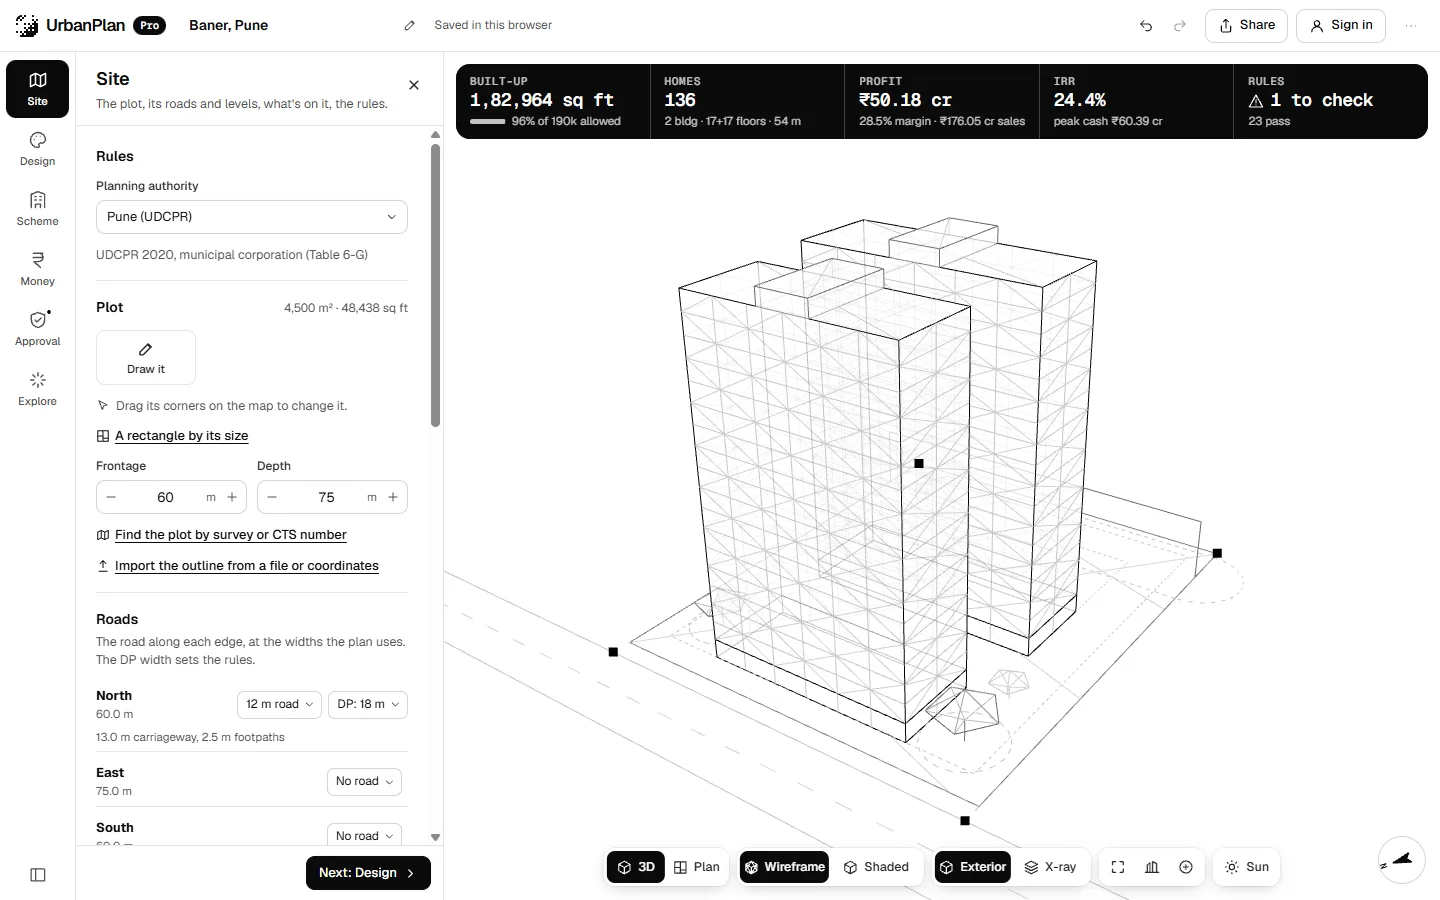 UrbanPlan Pro
Baner, Pune
Saved in this browser
Share
Sign in
Site
Design
Scheme
Money
Approval
Explore
Site
The plot, its roads and levels, what's on it, the rules.
Rules
Planning authority
Pune (UDCPR)
UDCPR 2020, municipal corporation (Table 6-G)
Plot
4,500 m² · 48,438 sq ft
Draw it
Drag its corners on the map to change it.
A rectangle by its size
Frontage
Depth
60 m
75 m
Find the plot by survey or CTS number
Import the outline from a file or coordinates
Roads
The road along each edge, at the widths the plan uses.
The DP width sets the rules.
North
60.0 m
12 m road
DP: 18 m
13.0 m carriageway, 2.5 m footpaths
East
75.0 m
No road
South
No road
Next: Design
BUILT-UP
1,82,964 sq ft
96% of 190k allowed
HOMES
136
2 bldg · 17+17 floors · 54 m
PROFIT
₹50.18 cr
28.5% margin · ₹176.05 cr sales
IRR
24.4%
peak cash ₹60.39 cr
RULES
1 to check
23 pass
3D
Plan
Wireframe
Shaded
Exterior
X-ray
Sun